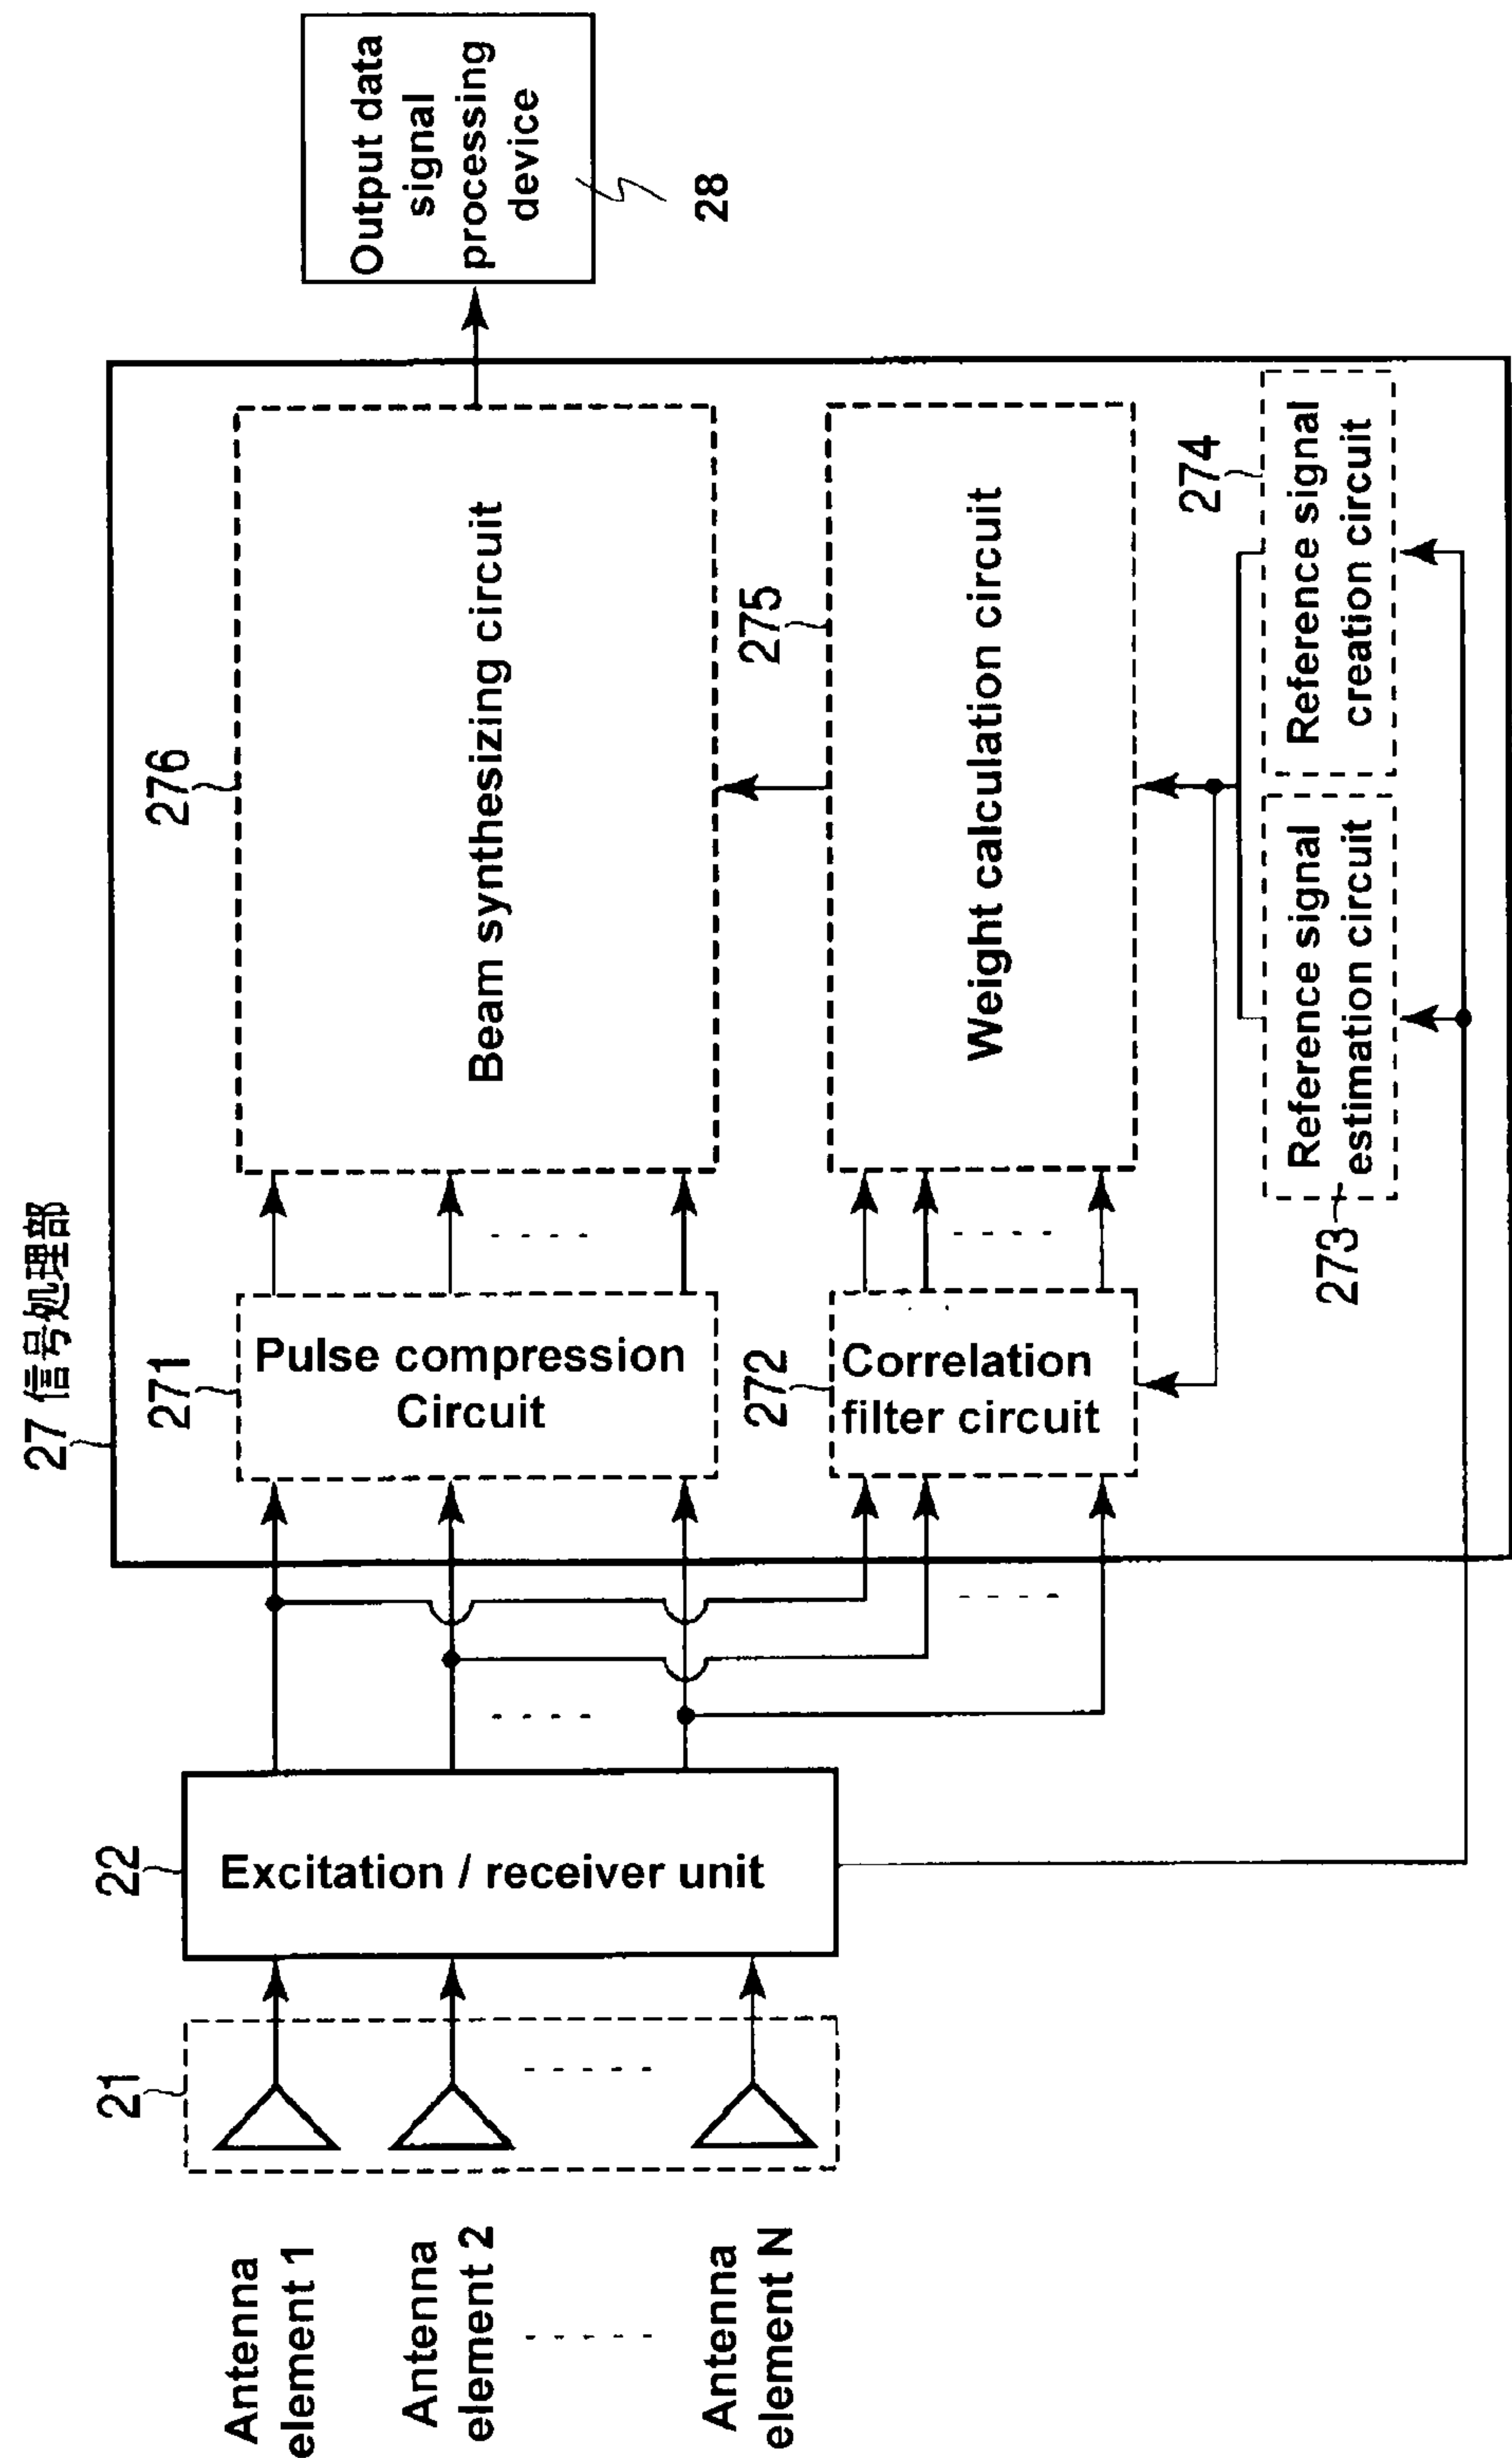 27 信号処理部
Antenna
element 1
Antenna
element 2
Antenna
element N
21
22
Excitation / receiver unit
271
Pulse compression
Circuit
272
Correlation
filter circuit
276
Beam synthesizing circuit
275
Weight calculation circuit
273
Reference signal
estimation circuit
274
Reference signal
creation circuit
Output data
signal
processing
device
28